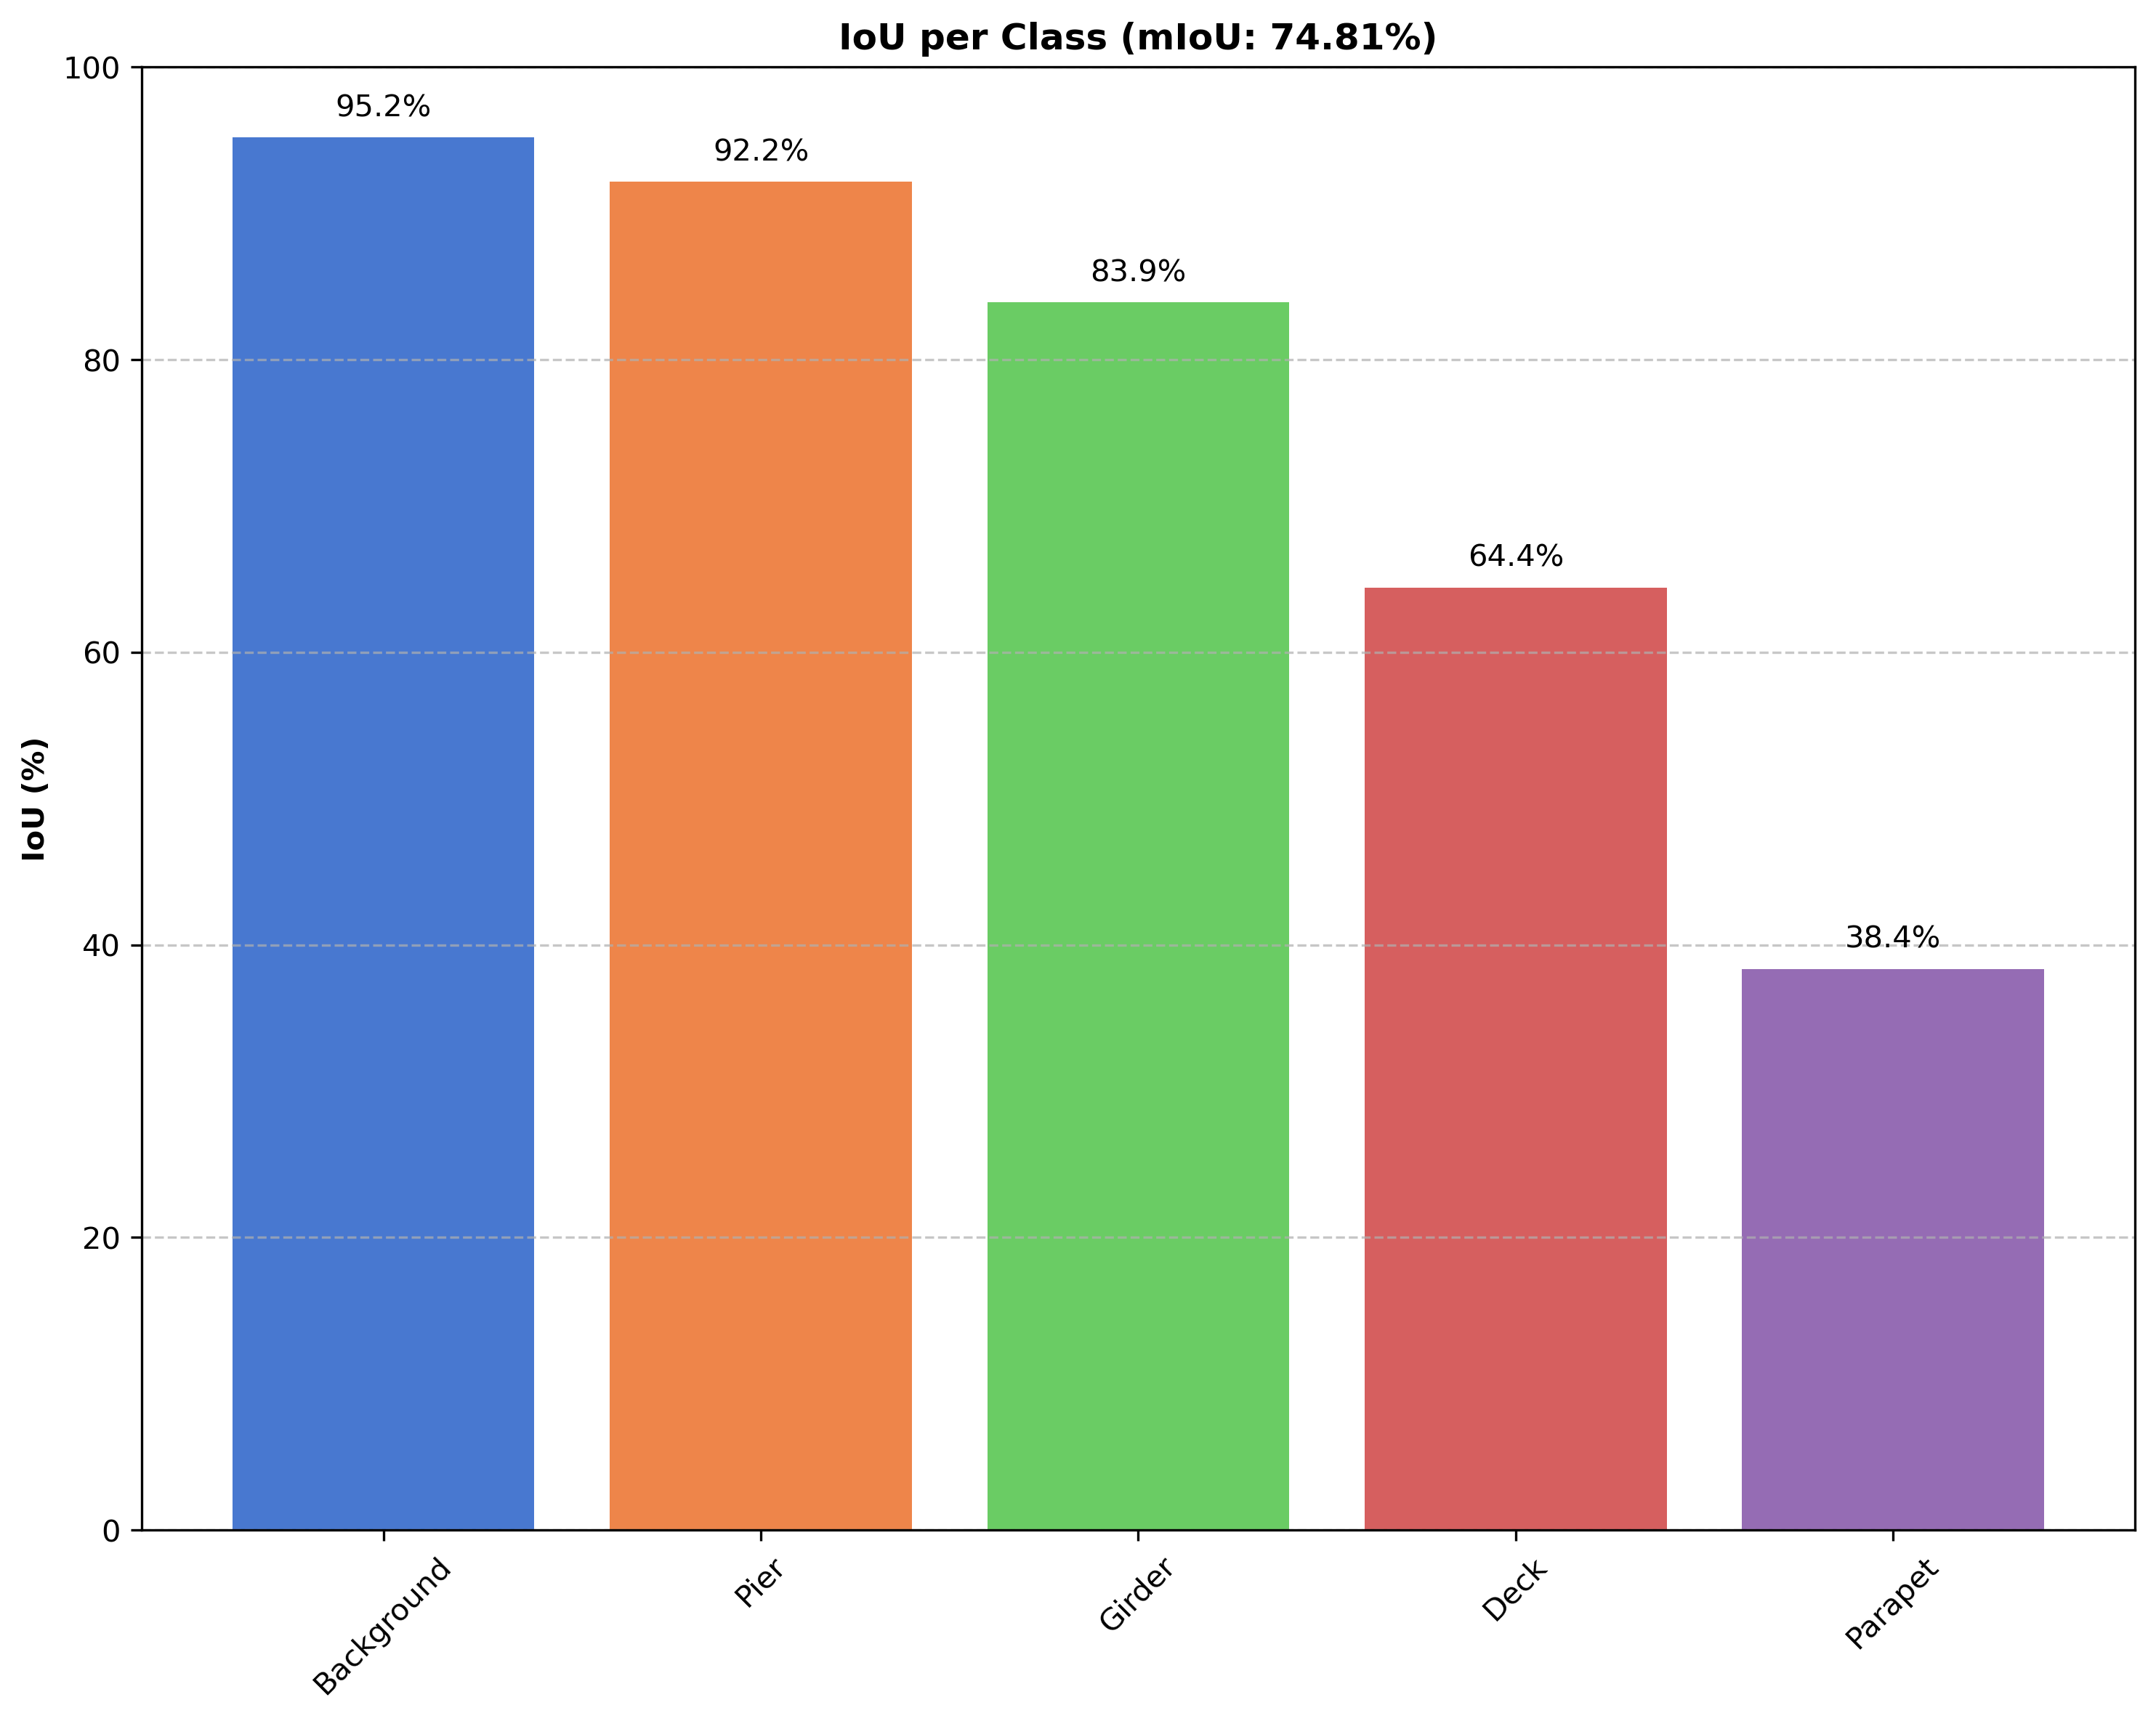 IoU per Class (mIoU: 74.81%)
100
80
60
40
20
0
IoU (%)
95.2%
92.2%
83.9%
64.4%
38.4%
Background
Pier
Girder
Deck
Parapet